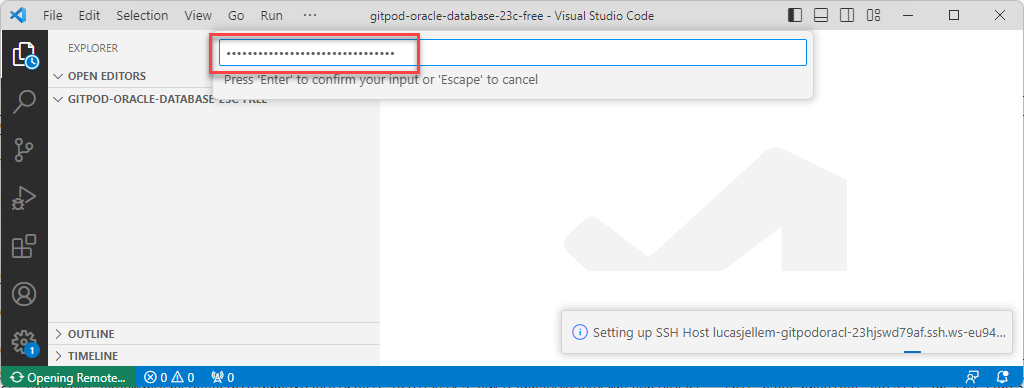 File Edit Selection View Go Run ··· gitpod-oracle-database-23c-free - Visual Studio Code
EXPLORER
••••••••••••••••••••••••••••••••
Press 'Enter' to confirm your input or 'Escape' to cancel
OPEN EDITORS
GITPOD-ORACLE-DATABASE-23C-FREE
Setting up SSH Host lucasjellem-gitpodoracl-23hjswd79af.ssh.ws-eu94...
OUTLINE
TIMELINE
1
Opening Remote... 0 0 0